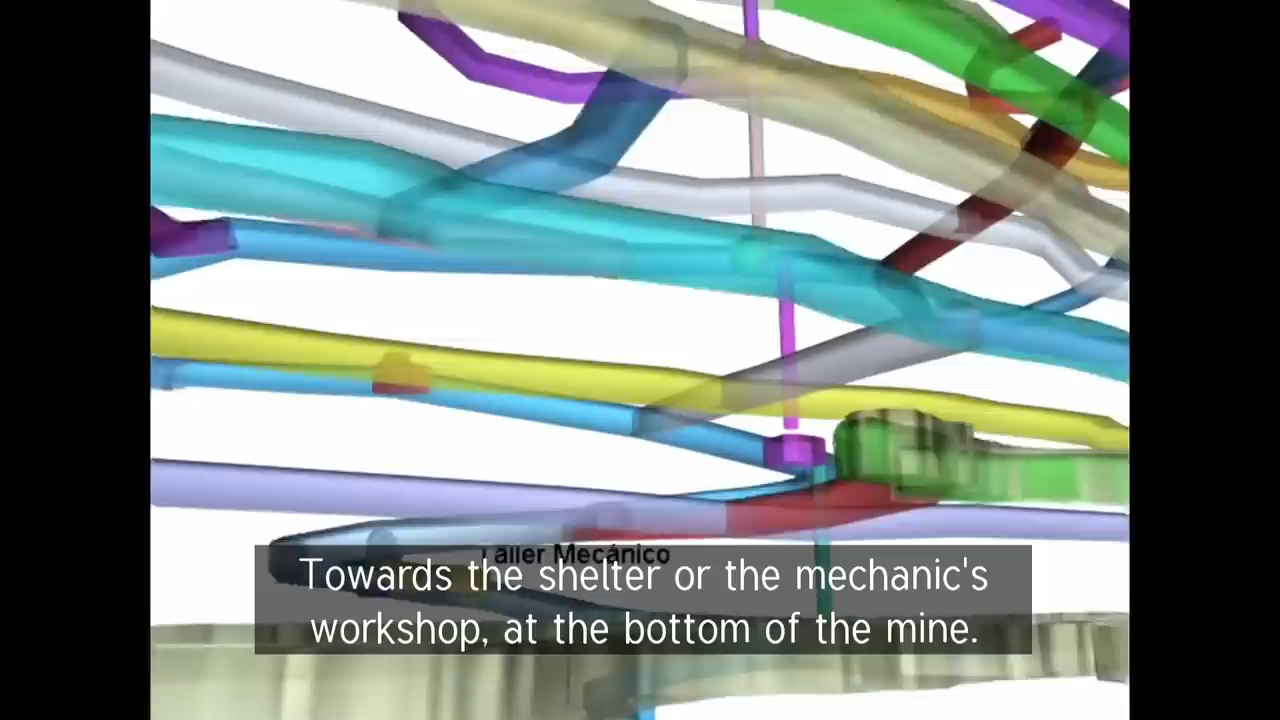 Taller Mecánico
Towards the shelter or the mechanic's
workshop, at the bottom of the mine.